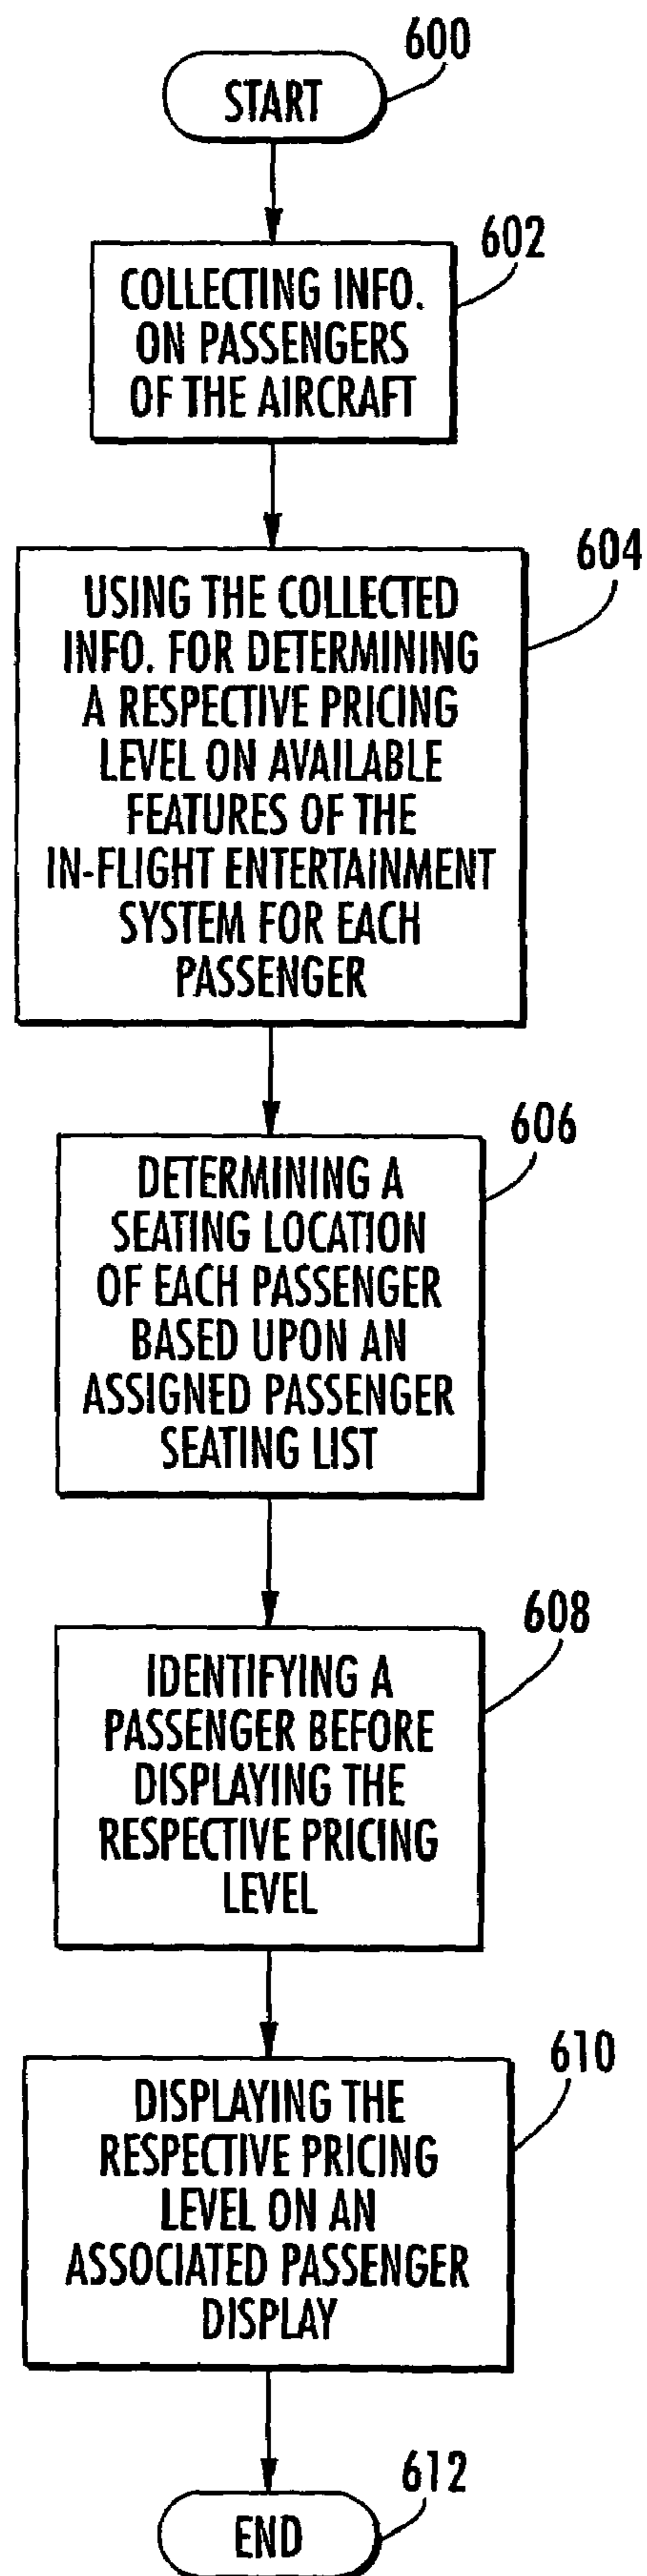 600
START
602
COLLECTING INFO.
ON PASSENGERS
OF THE AIRCRAFT
604
USING THE COLLECTED
INFO. FOR DETERMINING
A RESPECTIVE PRICING
LEVEL ON AVAILABLE
FEATURES OF THE
IN-FLIGHT ENTERTAINMENT
SYSTEM FOR EACH
PASSENGER
606
DETERMINING A
SEATING LOCATION
OF EACH PASSENGER
BASED UPON AN
ASSIGNED PASSENGER
SEATING LIST
608
IDENTIFYING A
PASSENGER BEFORE
DISPLAYING THE
RESPECTIVE PRICING
LEVEL
610
DISPLAYING THE
RESPECTIVE PRICING
LEVEL ON AN
ASSOCIATED PASSENGER
DISPLAY
612
END